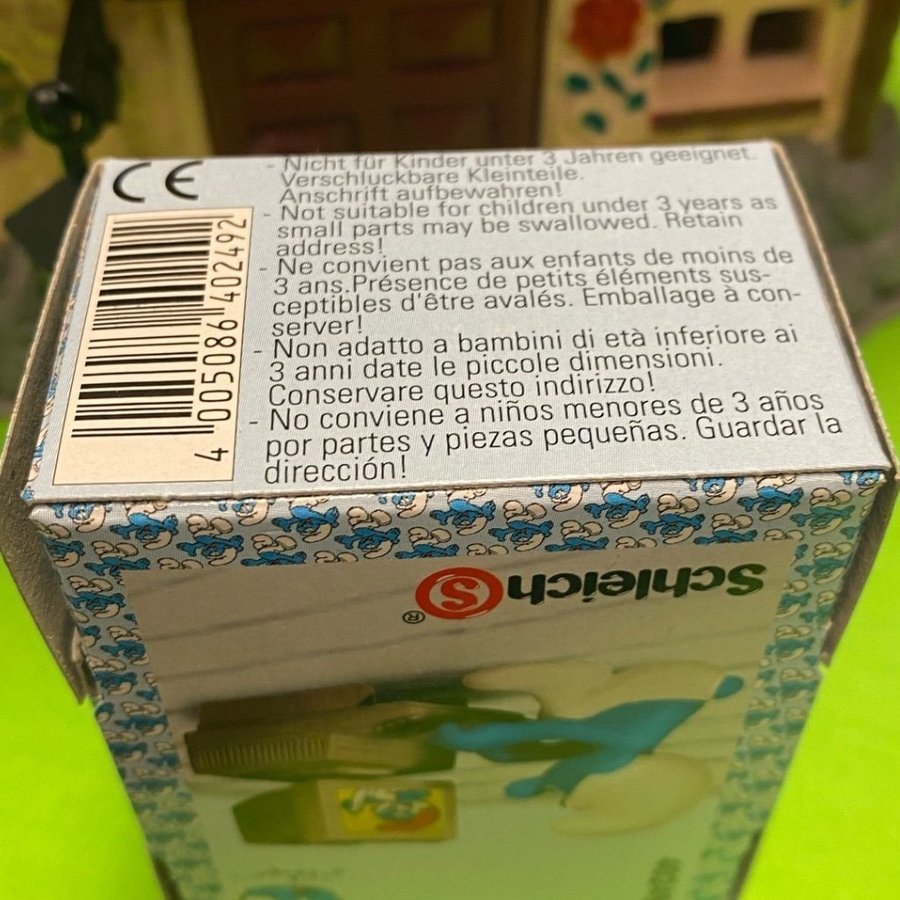 CE
- Nicht für Kinder unter 3 Jahren geeignet.
Verschluckbare Kleinteile.
Anschrift aufbewahren!
- Not suitable for children under 3 years as
small parts may be swallowed. Retain
address!
- Ne convient pas aux enfants de moins de
3 ans.Présence de petits éléments sus-
ceptibles d'être avalés. Emballage à con-
server!
- Non adatto a bambini di età inferiore ai
3 anni date le piccole dimensioni.
Conservare questo indirizzo!
- No conviene a niños menores de 3 años
por partes y piezas pequeñas. Guardar la
dirección!
4 005086 402492
Schleich S ®